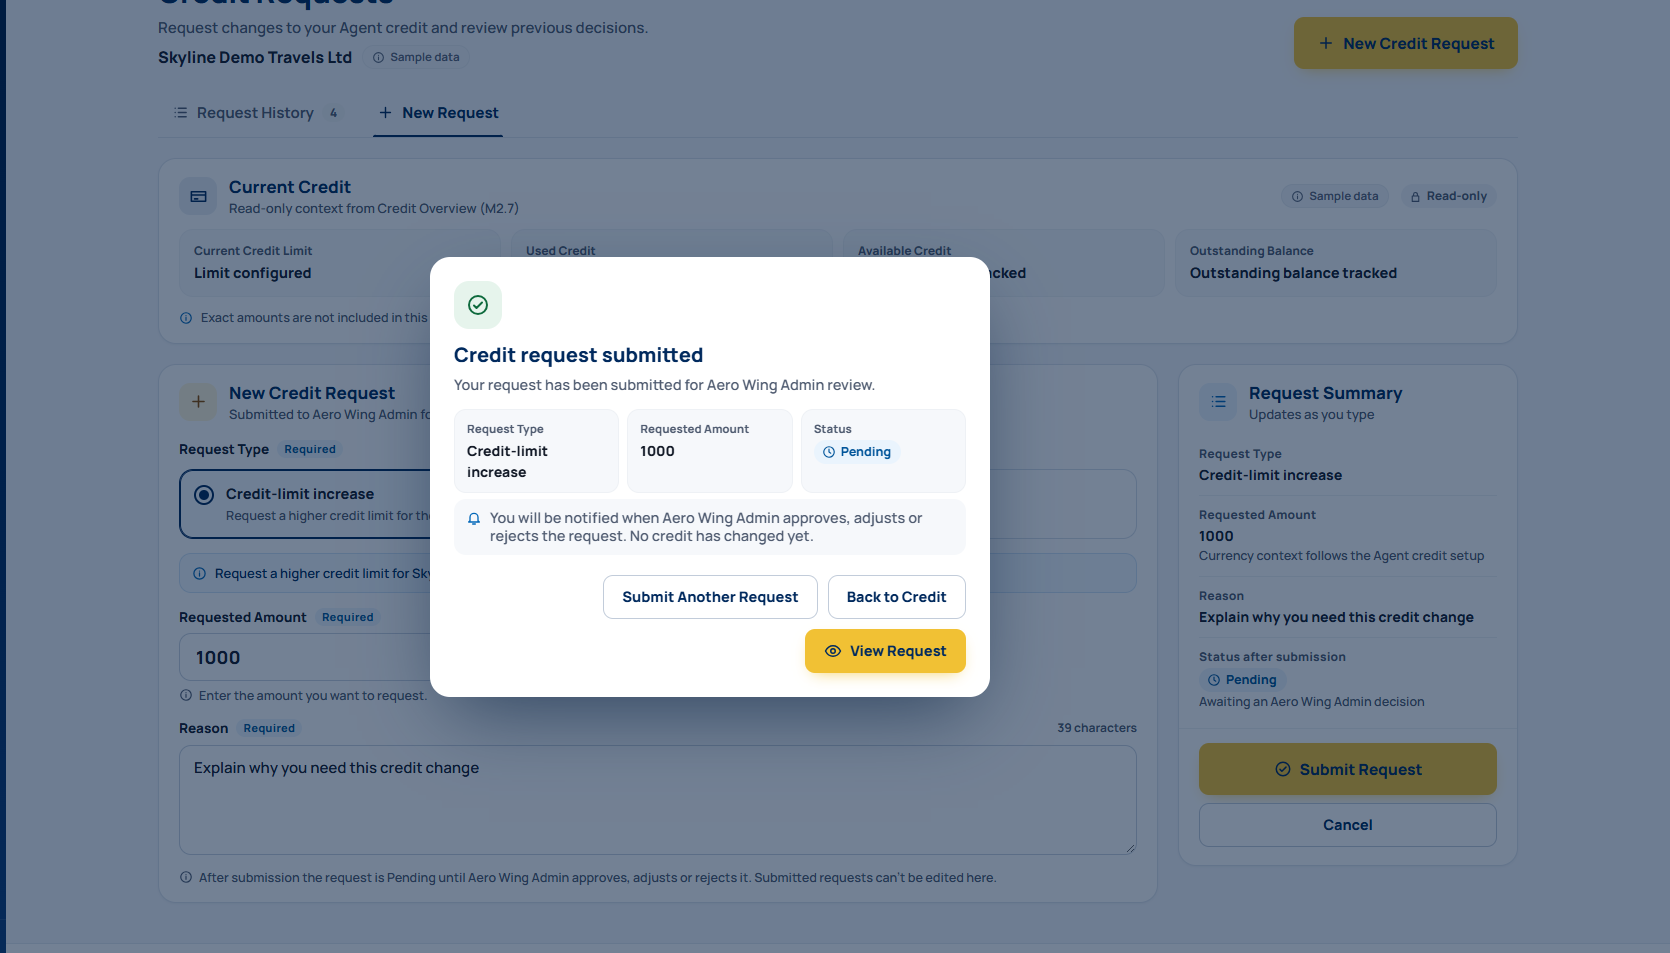 Credit Requests
Request changes to your Agent credit and review previous decisions.
Skyline Demo Travels Ltd
Sample data
New Credit Request
Request History 4
New Request
Current Credit
Read-only context from Credit Overview (M2.7)
Sample data
Read-only
Current Credit Limit
Limit configured
Used Credit
Available Credit
Outstanding Balance
Outstanding balance tracked
Exact amounts are not included in this
Credit request submitted
Your request has been submitted for Aero Wing Admin review.
Request Type
Credit-limit
increase
Requested Amount
1000
Status
Pending
You will be notified when Aero Wing Admin approves, adjusts or
rejects the request. No credit has changed yet.
Submit Another Request
Back to Credit
View Request
New Credit Request
Submitted to Aero Wing Admin
Request Type Required
Credit-limit increase
Request a higher credit limit for
Request a higher credit limit for
Requested Amount Required
1000
Enter the amount you want to request.
Reason Required
39 characters
Explain why you need this credit change
After submission the request is Pending until Aero Wing Admin approves, adjusts or rejects it. Submitted requests can't be edited here.
Request Summary
Updates as you type
Request Type
Credit-limit increase
Requested Amount
1000
Currency context follows the Agent credit setup
Reason
Explain why you need this credit change
Status after submission
Pending
Awaiting an Aero Wing Admin decision
Submit Request
Cancel